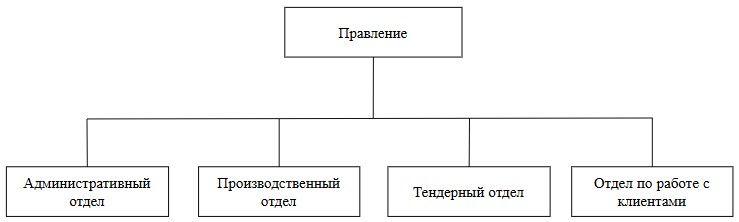 Правление
Административный
отдел
Производственный
отдел
Тендерный отдел
Отдел по работе с
клиентами